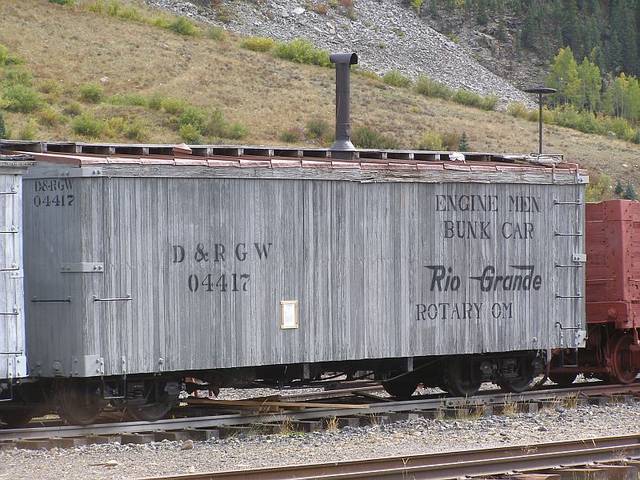 D&RGW
04417
D & R G W
04417
ENGINE MEN
BUNK CAR
Rio Grande
ROTARY OM